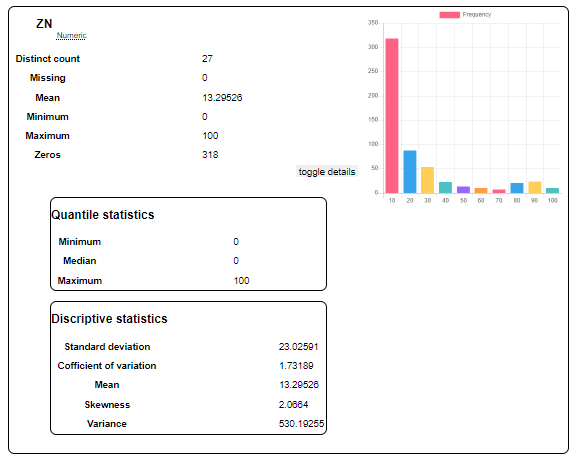 ZN
Numeric
Distinct count 27
Missing 0
Mean 13.29526
Minimum 0
Maximum 100
Zeros 318
toggle details
Frequency
350
300
250
200
150
100
50
0
10 20 30 40 50 60 70 80 90 100
Quantile statistics
Minimum 0
Median 0
Maximum 100
Discriptive statistics
Standard deviation 23.02591
Cofficient of variation 1.73189
Mean 13.29526
Skewness 2.0664
Variance 530.19255